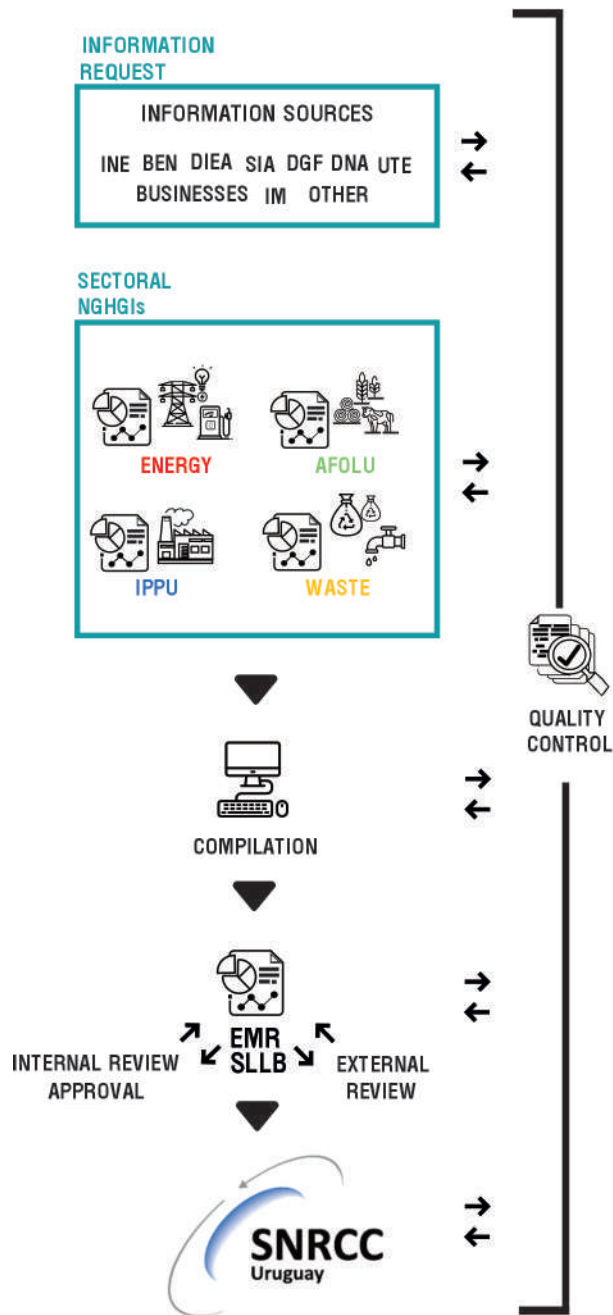 INFORMATION
REQUEST
INFORMATION SOURCES
INE BEN DIEA SIA DGF DNA UTE
BUSINESSES IM OTHER
SECTORAL
NGHGIs
ENERGY
AFOLU
IPPU
WASTE
QUALITY
CONTROL
COMPILATION
EMR
SLLB
INTERNAL REVIEW
APPROVAL
EXTERNAL
REVIEW
SNRCC
Uruguay